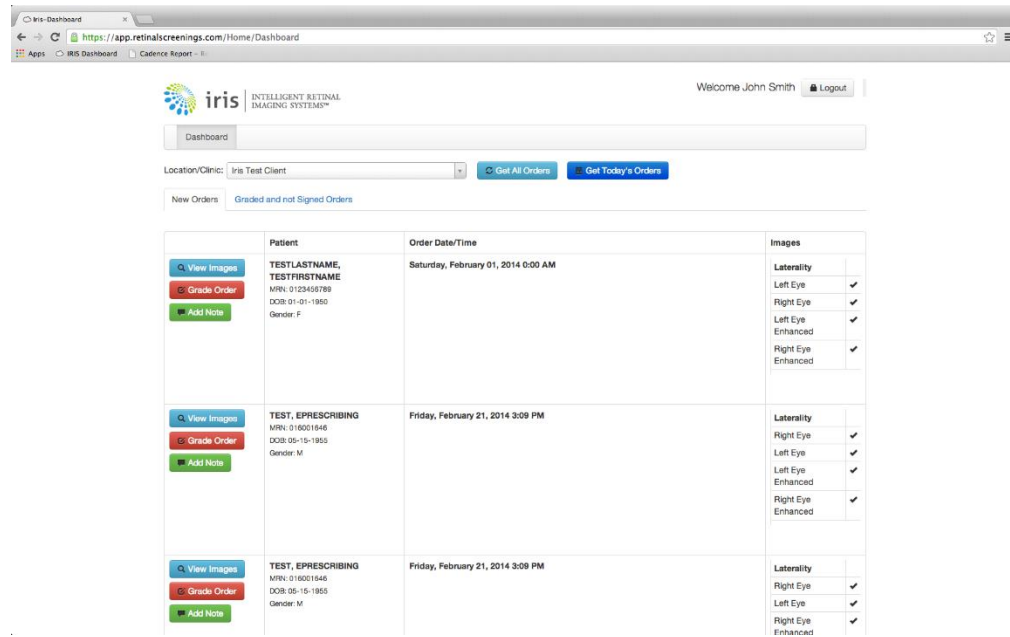 Iris-Dashboard
https://app.retinalscreenings.com/Home/Dashboard
Apps IRIS Dashboard Cadence Report -
iris INTELLIGENT RETINAL IMAGING SYSTEMS™
Welcome John Smith Logout
Dashboard
Location/Clinic: Iris Test Client Get All Orders Get Today's Orders
New Orders Graded and not Signed Orders
Patient Order Date/Time Images
View Images
Grade Order
Add Note
TESTLASTNAME,
TESTFIRSTNAME
MRN: 0123456789
DOB: 01-01-1950
Gender: F
Saturday, February 01, 2014 0:00 AM
Laterality
Left Eye
Right Eye
Left Eye
Enhanced
Right Eye
Enhanced
View Images
Grade Order
Add Note
TEST, EPRESCRIBING
MRN: 016001646
DOB: 05-15-1955
Gender: M
Friday, February 21, 2014 3:09 PM
Laterality
Right Eye
Left Eye
Left Eye
Enhanced
Right Eye
Enhanced
View Images
Grade Order
Add Note
TEST, EPRESCRIBING
MRN: 016001646
DOB: 05-15-1955
Gender: M
Friday, February 21, 2014 3:09 PM
Laterality
Right Eye
Left Eye
Right Eye
Enhanced